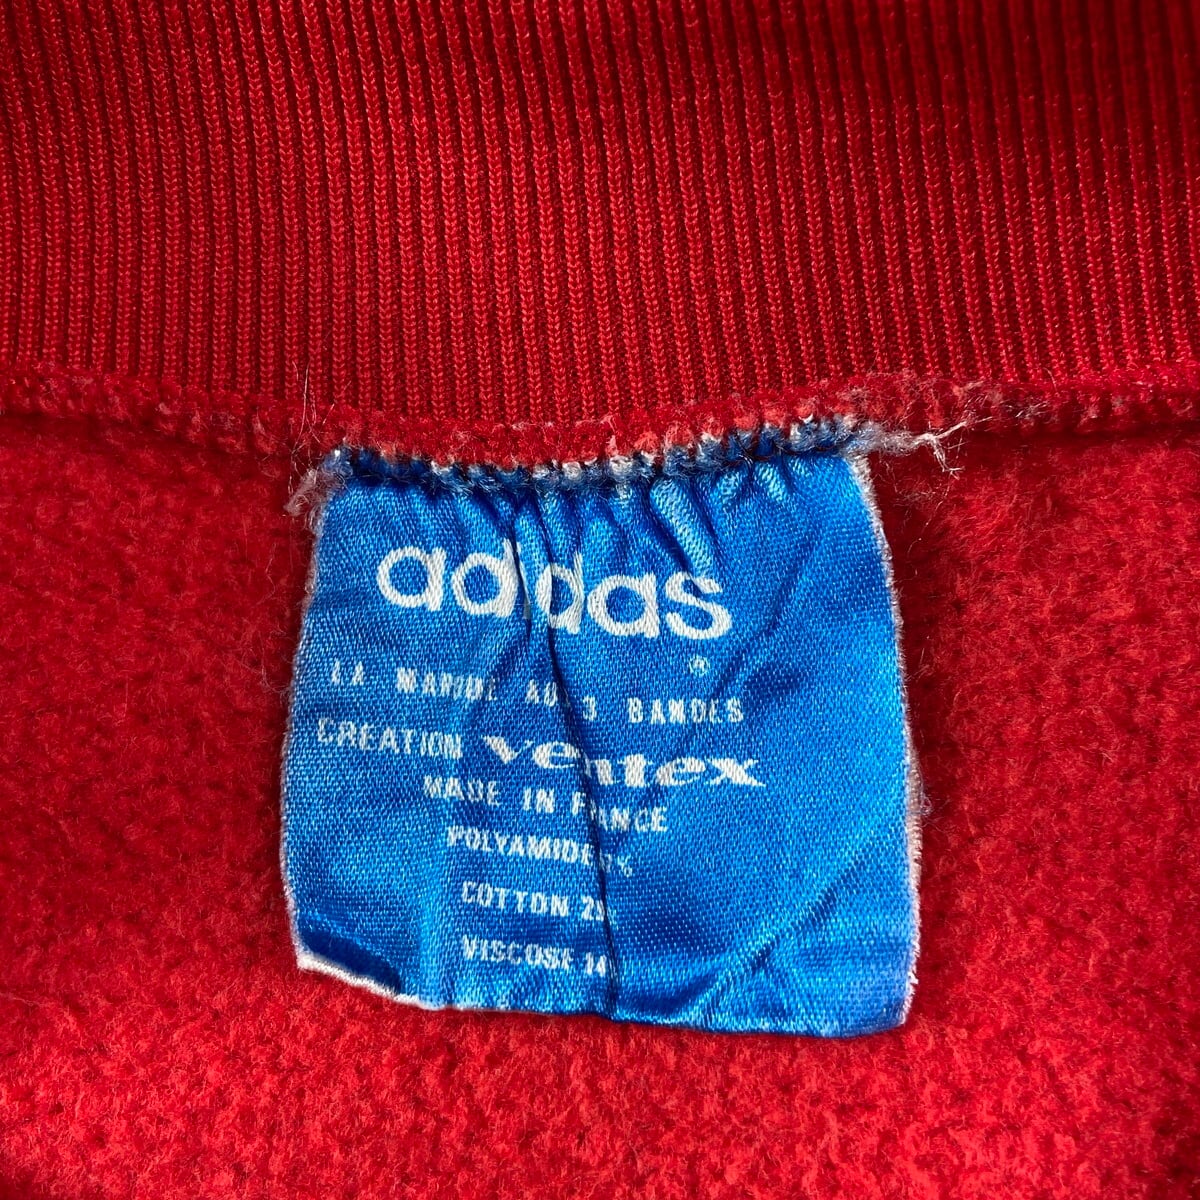 adidas
®
LA MARQUE AUX 3 BANDES
CREATION ventex
MADE IN FRANCE
POLYAMIDE
COTTON
VISCOSE